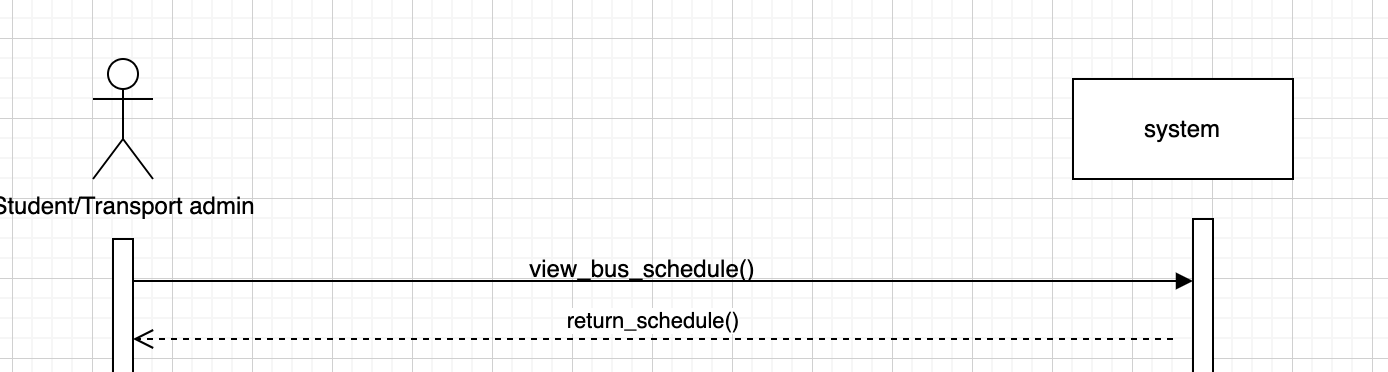 system
Student/Transport admin
view_bus_schedule()
return_schedule()